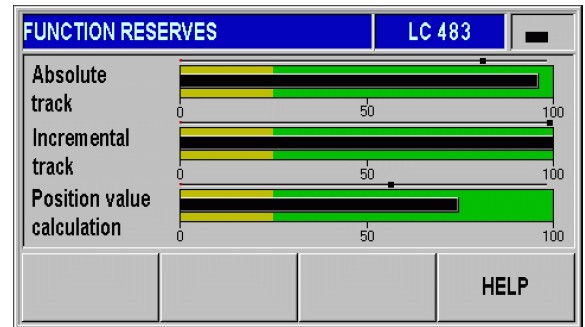 FUNCTION RESERVES LC 483
Absolute
track
0 50 100
Incremental
track
0 50 100
Position value
calculation
0 50 100
HELP